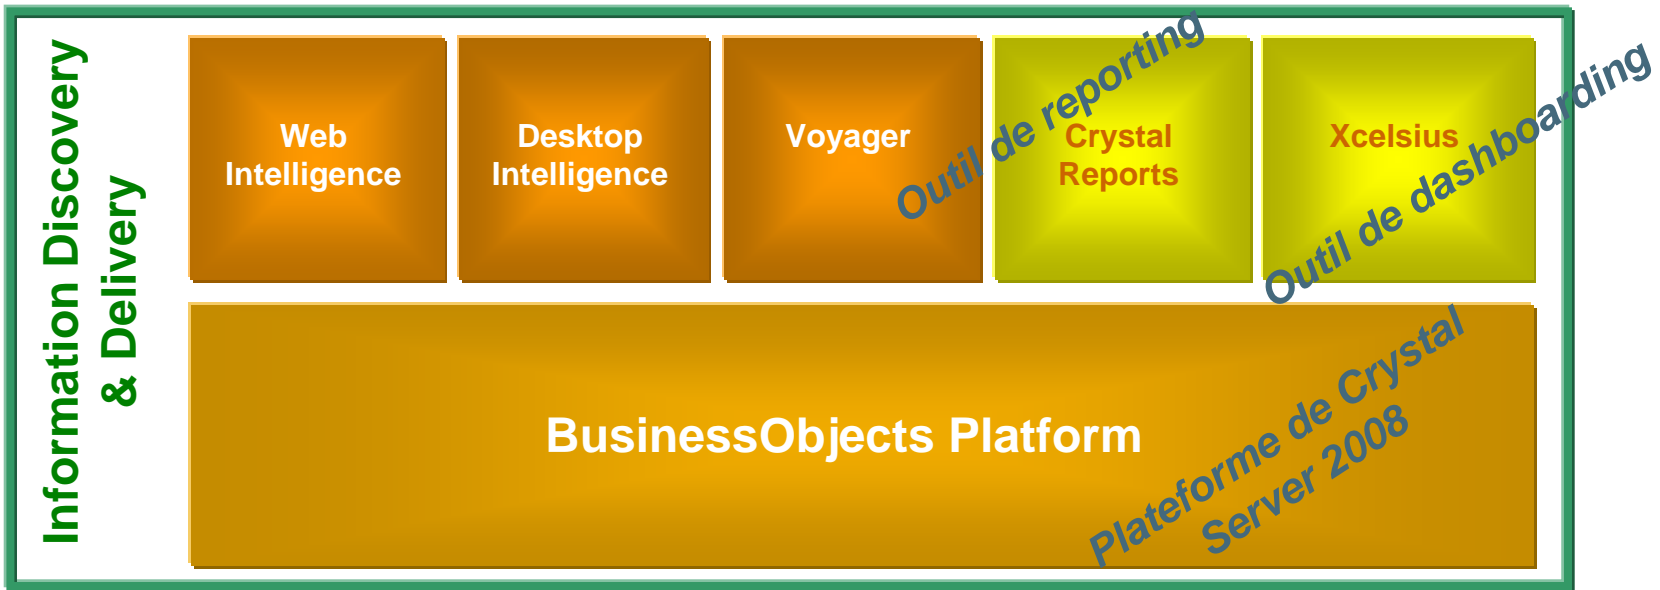 Information Discovery
& Delivery
Web
Intelligence
Desktop
Intelligence
Voyager
Outil de reporting
Crystal
Reports
Xcelsius
Outil de dashboarding
BusinessObjects Platform
Plateforme de Crystal
Server 2008